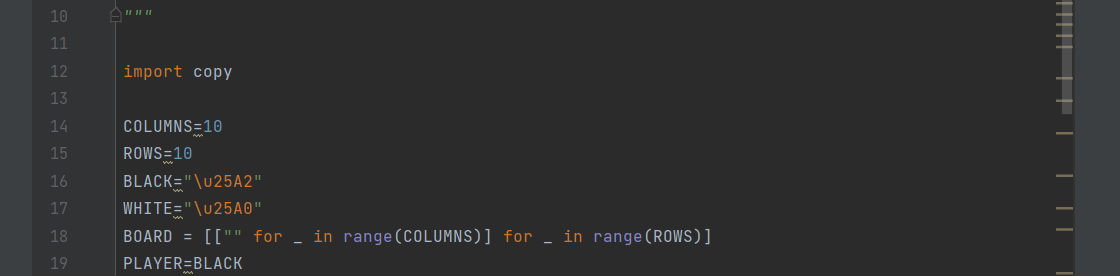 10 """
11
12 import copy
13
14 COLUMNS=10
15 ROWS=10
16 BLACK="\u25A2"
17 WHITE="\u25A0"
18 BOARD = [["" for _ in range(COLUMNS)] for _ in range(ROWS)]
19 PLAYER=BLACK